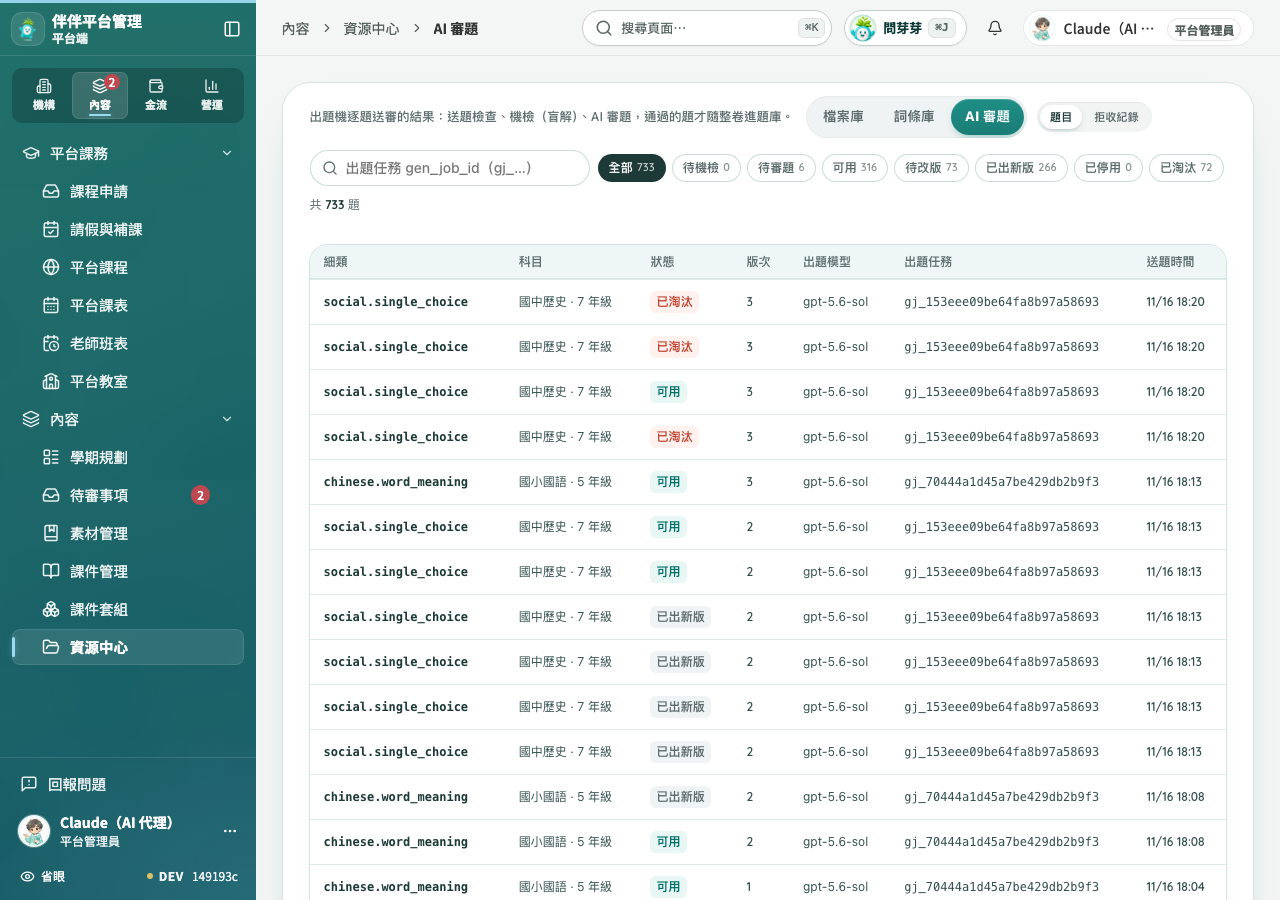 伴伴平台管理
平台端
機構
內容
2
金流
營運
平台課務
課程申請
請假與補課
平台課程
平台課表
老師班表
平台教室
內容
學期規劃
待審事項 2
素材管理
課件管理
課件套組
資源中心
回報問題
Claude（AI 代理）
平台管理員
省眼 DEV 149193c
內容 > 資源中心 > AI 審題
搜尋頁面… ⌘K
問芽芽 ⌘J
Claude（AI … 平台管理員
出題機逐題送審的結果：送題檢查、機檢（盲解）、AI 審題，通過的題才隨整卷進題庫。
檔案庫 詞條庫 AI 審題
題目 拒收紀錄
出題任務 gen_job_id（gj_…）
全部 733 待機檢 0 待審題 6 可用 316 待改版 73 已出新版 266 已停用 0 已淘汰 72
共 733 題
細類 科目 狀態 版次 出題模型 出題任務 送題時間
social.single_choice 國中歷史 · 7 年級 已淘汰 3 gpt-5.6-sol gj_153eee09be64fa8b97a58693 11/16 18:20
social.single_choice 國中歷史 · 7 年級 已淘汰 3 gpt-5.6-sol gj_153eee09be64fa8b97a58693 11/16 18:20
social.single_choice 國中歷史 · 7 年級 可用 3 gpt-5.6-sol gj_153eee09be64fa8b97a58693 11/16 18:20
social.single_choice 國中歷史 · 7 年級 已淘汰 3 gpt-5.6-sol gj_153eee09be64fa8b97a58693 11/16 18:20
chinese.word_meaning 國小國語 · 5 年級 可用 3 gpt-5.6-sol gj_70444a1d45a7be429db2b9f3 11/16 18:13
social.single_choice 國中歷史 · 7 年級 可用 2 gpt-5.6-sol gj_153eee09be64fa8b97a58693 11/16 18:13
social.single_choice 國中歷史 · 7 年級 可用 2 gpt-5.6-sol gj_153eee09be64fa8b97a58693 11/16 18:13
social.single_choice 國中歷史 · 7 年級 已出新版 2 gpt-5.6-sol gj_153eee09be64fa8b97a58693 11/16 18:13
social.single_choice 國中歷史 · 7 年級 已出新版 2 gpt-5.6-sol gj_153eee09be64fa8b97a58693 11/16 18:13
social.single_choice 國中歷史 · 7 年級 已出新版 2 gpt-5.6-sol gj_153eee09be64fa8b97a58693 11/16 18:13
social.single_choice 國中歷史 · 7 年級 已出新版 2 gpt-5.6-sol gj_153eee09be64fa8b97a58693 11/16 18:13
chinese.word_meaning 國小國語 · 5 年級 已出新版 2 gpt-5.6-sol gj_70444a1d45a7be429db2b9f3 11/16 18:08
chinese.word_meaning 國小國語 · 5 年級 可用 2 gpt-5.6-sol gj_70444a1d45a7be429db2b9f3 11/16 18:08
chinese.word_meaning 國小國語 · 5 年級 可用 1 gpt-5.6-sol gj_70444a1d45a7be429db2b9f3 11/16 18:04